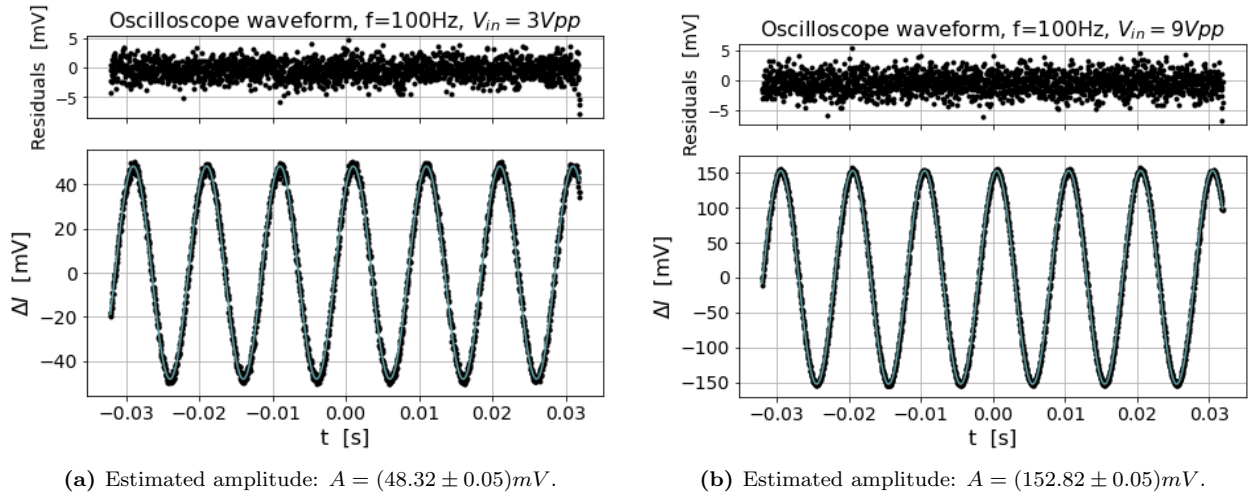 Oscilloscope waveform, f=100Hz, V_in = 3Vpp
Residuals [mV]
5
0
−5
ΔI [mV]
40
20
0
−20
−40
−0.03 −0.02 −0.01 0.00 0.01 0.02 0.03
t [s]
(a) Estimated amplitude: A = (48.32 ± 0.05)mV.
Oscilloscope waveform, f=100Hz, V_in = 9Vpp
Residuals [mV]
5
0
−5
ΔI [mV]
150
100
50
0
−50
−100
−150
−0.03 −0.02 −0.01 0.00 0.01 0.02 0.03
t [s]
(b) Estimated amplitude: A = (152.82 ± 0.05)mV.